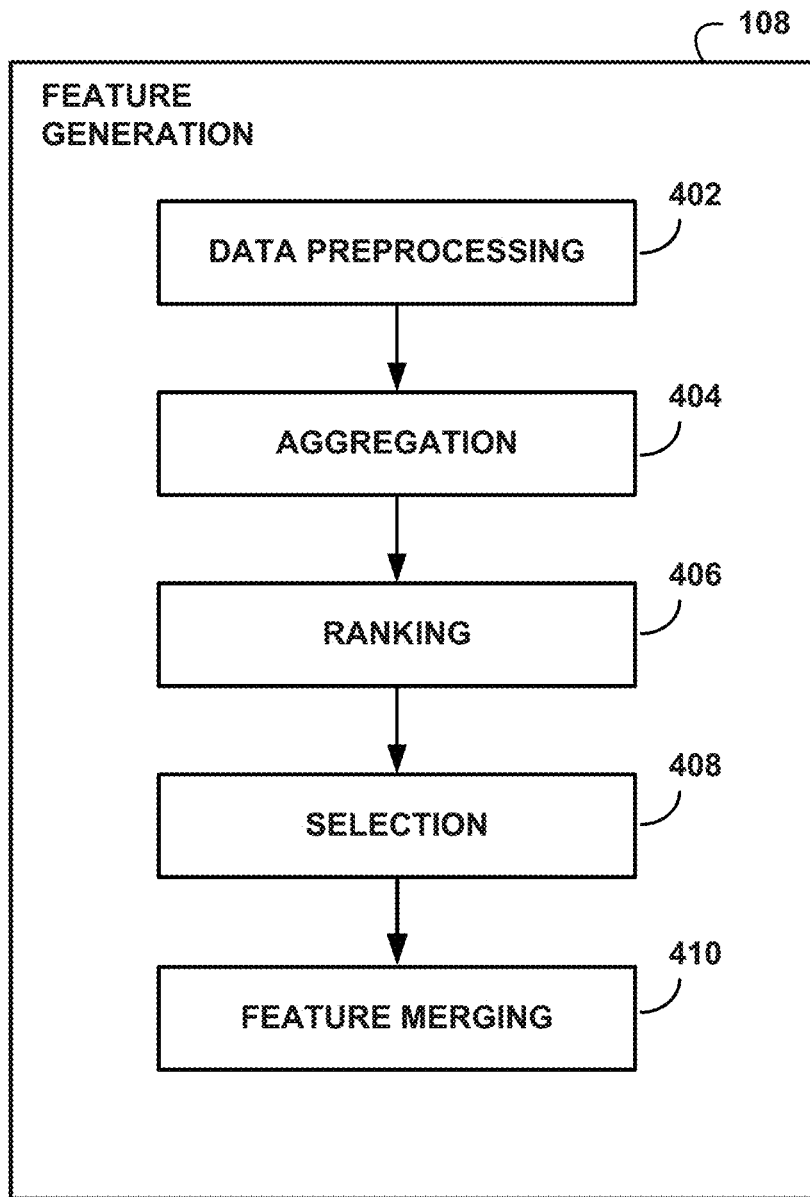 108
FEATURE
GENERATION
402
DATA PREPROCESSING
404
AGGREGATION
406
RANKING
408
SELECTION
410
FEATURE MERGING